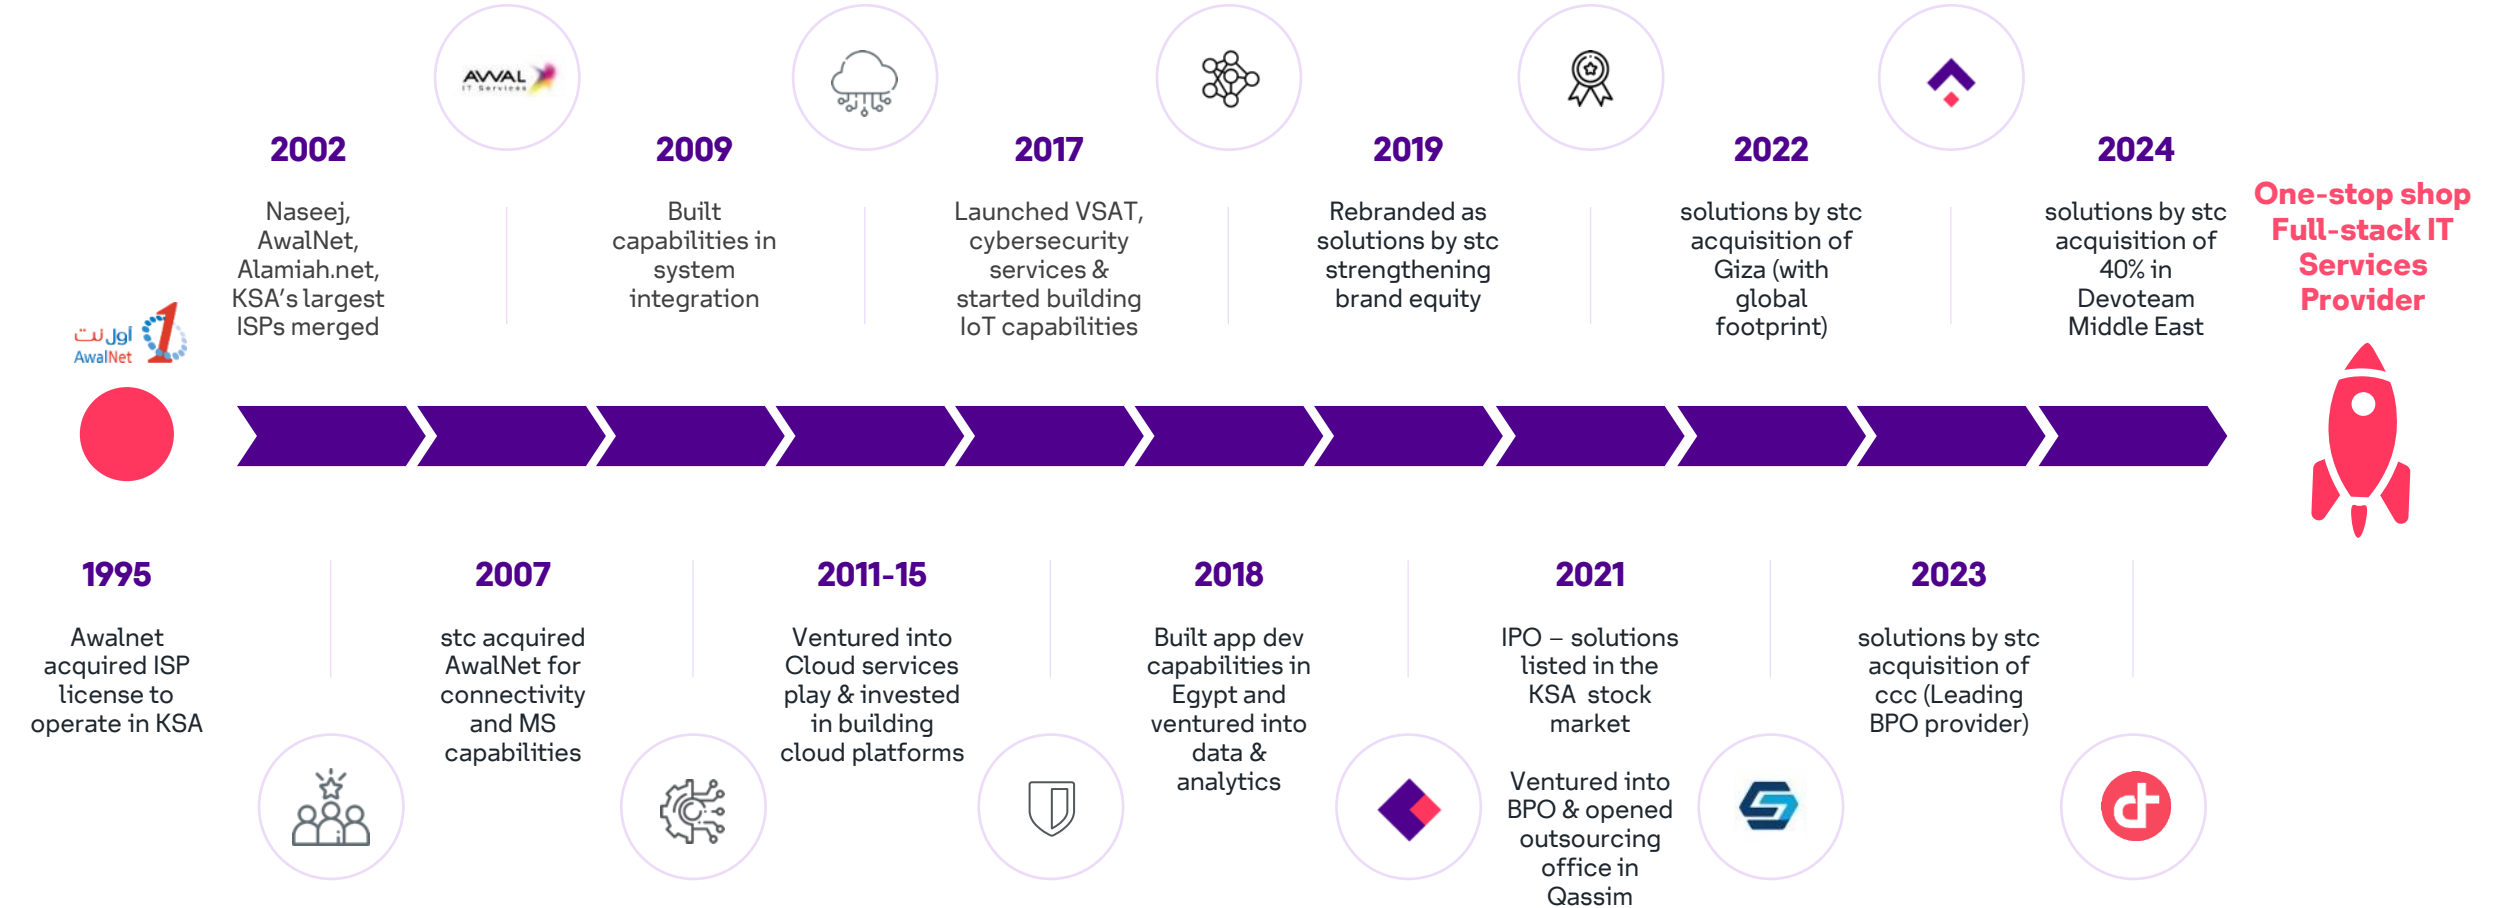 AWAL
IT Services
2002
Naseej,
AwalNet,
Alamiah.net,
KSA’s largest
ISPs merged
2009
Built
capabilities in
system
integration
2017
Launched VSAT,
cybersecurity
services &
started building
IoT capabilities
2019
Rebranded as
solutions by stc
strengthening
brand equity
2022
solutions by stc
acquisition of
Giza (with
global
footprint)
2024
solutions by stc
acquisition of
40% in
Devoteam
Middle East
One-stop shop
Full-stack IT
Services
Provider
أول نت
AwalNet
1995
Awalnet
acquired ISP
license to
operate in KSA
2007
stc acquired
AwalNet for
connectivity
and MS
capabilities
2011-15
Ventured into
Cloud services
play & invested
in building
cloud platforms
2018
Built app dev
capabilities in
Egypt and
ventured into
data &
analytics
2021
IPO – solutions
listed in the
KSA stock
market
Ventured into
BPO & opened
outsourcing
office in
Qassim
2023
solutions by stc
acquisition of
ccc (Leading
BPO provider)